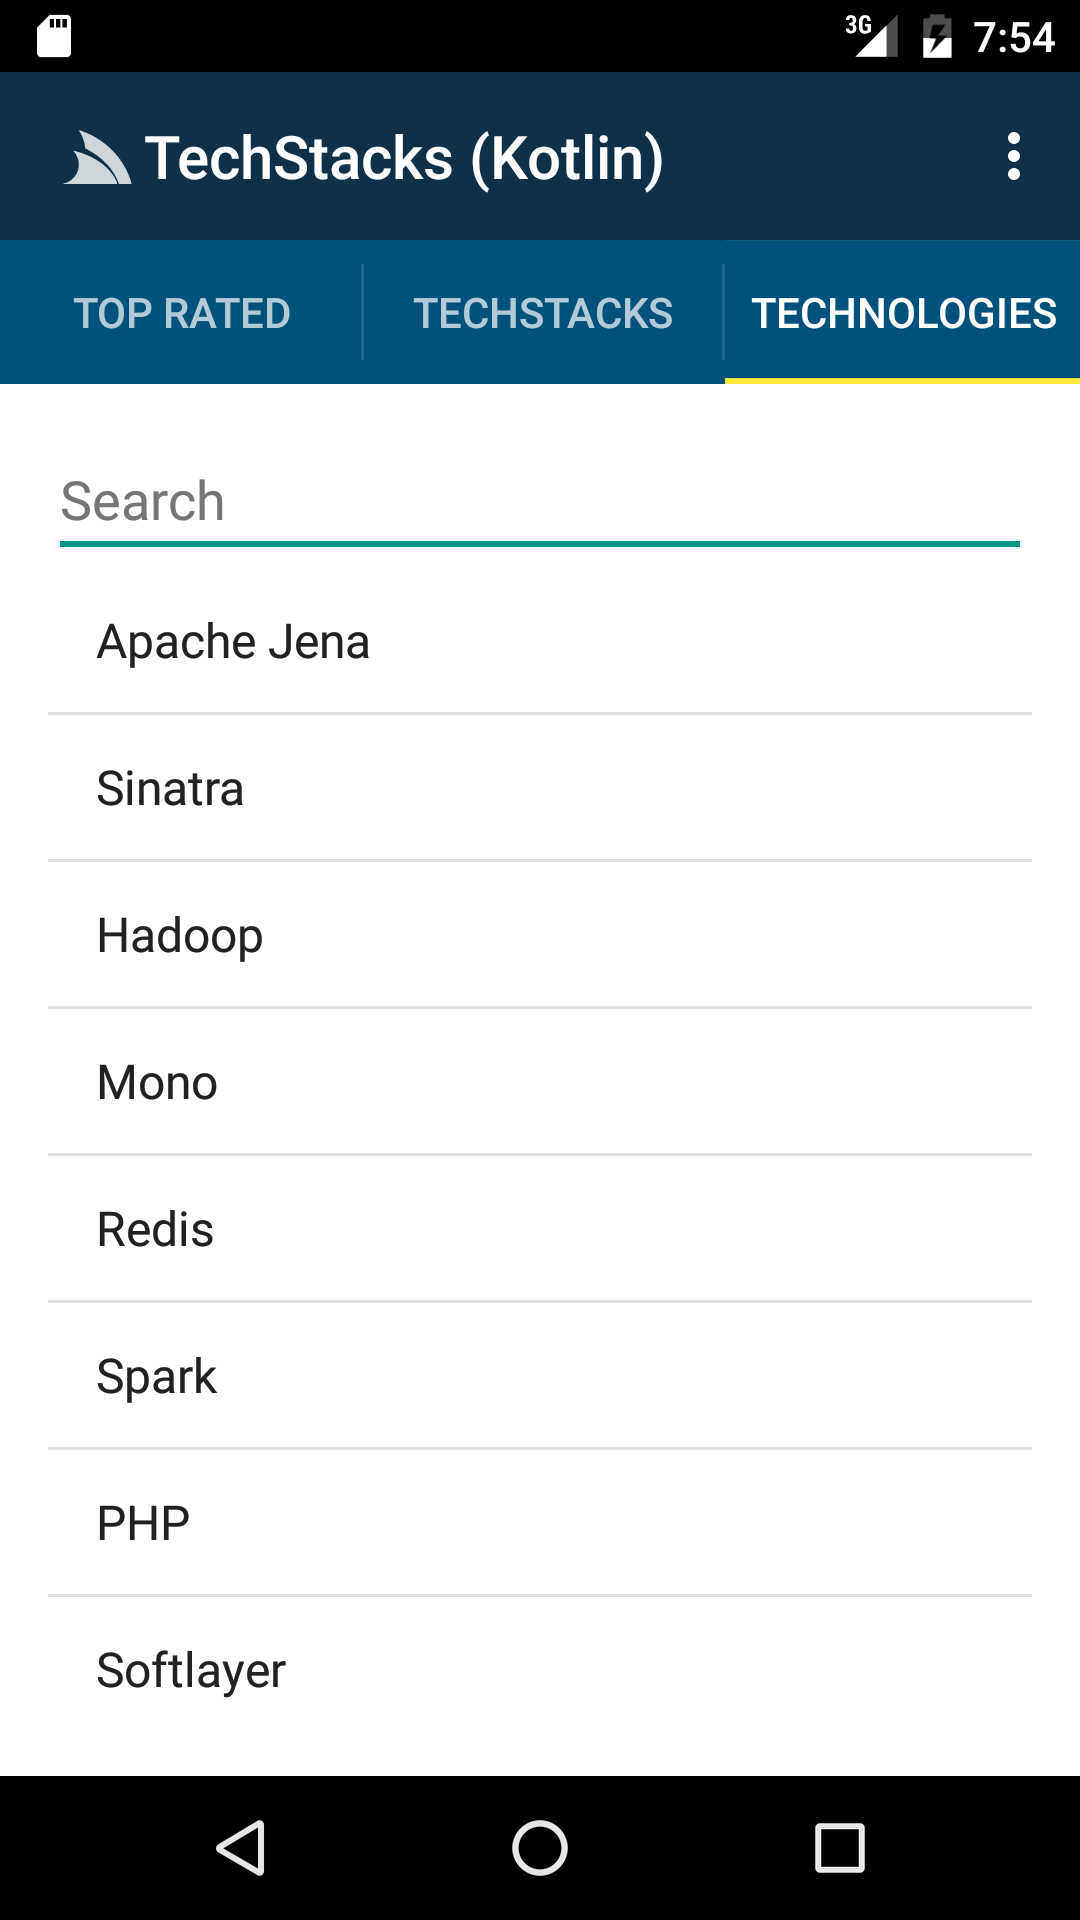 3G 7:54
TechStacks (Kotlin)
TOP RATED TECHSTACKS TECHNOLOGIES
Search
Apache Jena
Sinatra
Hadoop
Mono
Redis
Spark
PHP
Softlayer